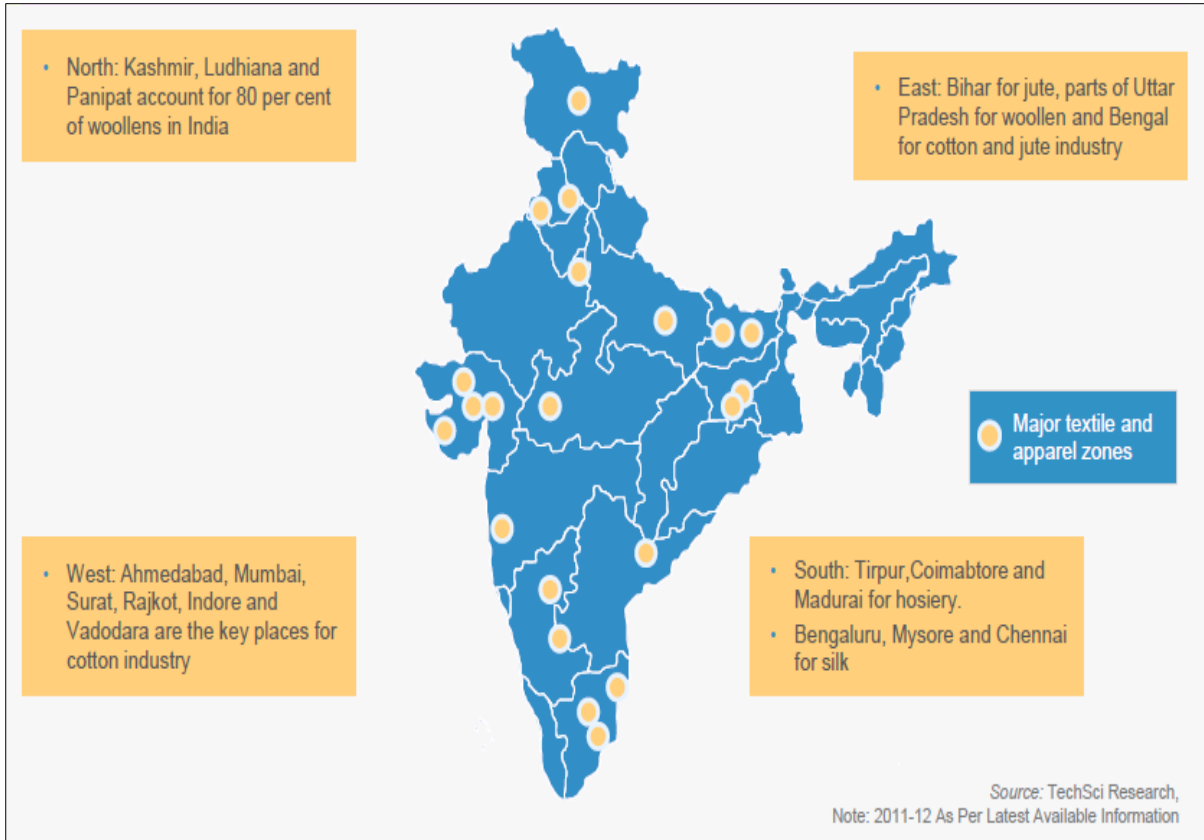 • North: Kashmir, Ludhiana and
Panipat account for 80 per cent
of woollens in India
• East: Bihar for jute, parts of Uttar
Pradesh for woollen and Bengal
for cotton and jute industry
Major textile and
apparel zones
• West: Ahmedabad, Mumbai,
Surat, Rajkot, Indore and
Vadodara are the key places for
cotton industry
• South: Tirpur,Coimabtore and
Madurai for hosiery.
• Bengaluru, Mysore and Chennai
for silk
Source: TechSci Research,
Note: 2011-12 As Per Latest Available Information